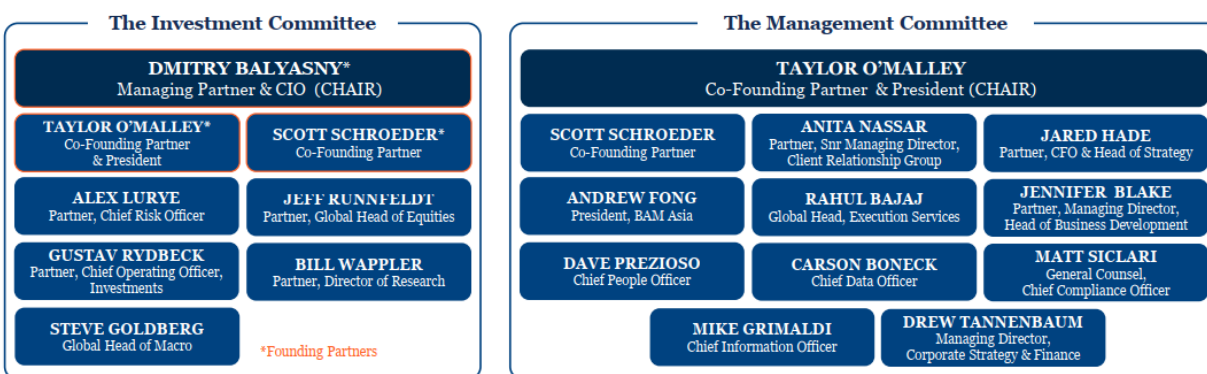 The Investment Committee
DMITRY BALYASNY*
Managing Partner & CIO (CHAIR)
TAYLOR O’MALLEY*
Co-Founding Partner
& President
SCOTT SCHROEDER*
Co-Founding Partner
ALEX LURYE
Partner, Chief Risk Officer
JEFF RUNNFELDT
Partner, Global Head of Equities
GUSTAV RYDBECK
Partner, Chief Operating Officer,
Investments
BILL WAPPLER
Partner, Director of Research
STEVE GOLDBERG
Global Head of Macro
*Founding Partners
The Management Committee
TAYLOR O’MALLEY
Co-Founding Partner & President (CHAIR)
SCOTT SCHROEDER
Co-Founding Partner
ANITA NASSAR
Partner, Snr Managing Director,
Client Relationship Group
JARED HADE
Partner, CFO & Head of Strategy
ANDREW FONG
President, BAM Asia
RAHUL BAJAJ
Global Head, Execution Services
JENNIFER BLAKE
Partner, Managing Director,
Head of Business Development
DAVE PREZIOSO
Chief People Officer
CARSON BONECK
Chief Data Officer
MATT SICLARI
General Counsel,
Chief Compliance Officer
MIKE GRIMALDI
Chief Information Officer
DREW TANNENBAUM
Managing Director,
Corporate Strategy & Finance